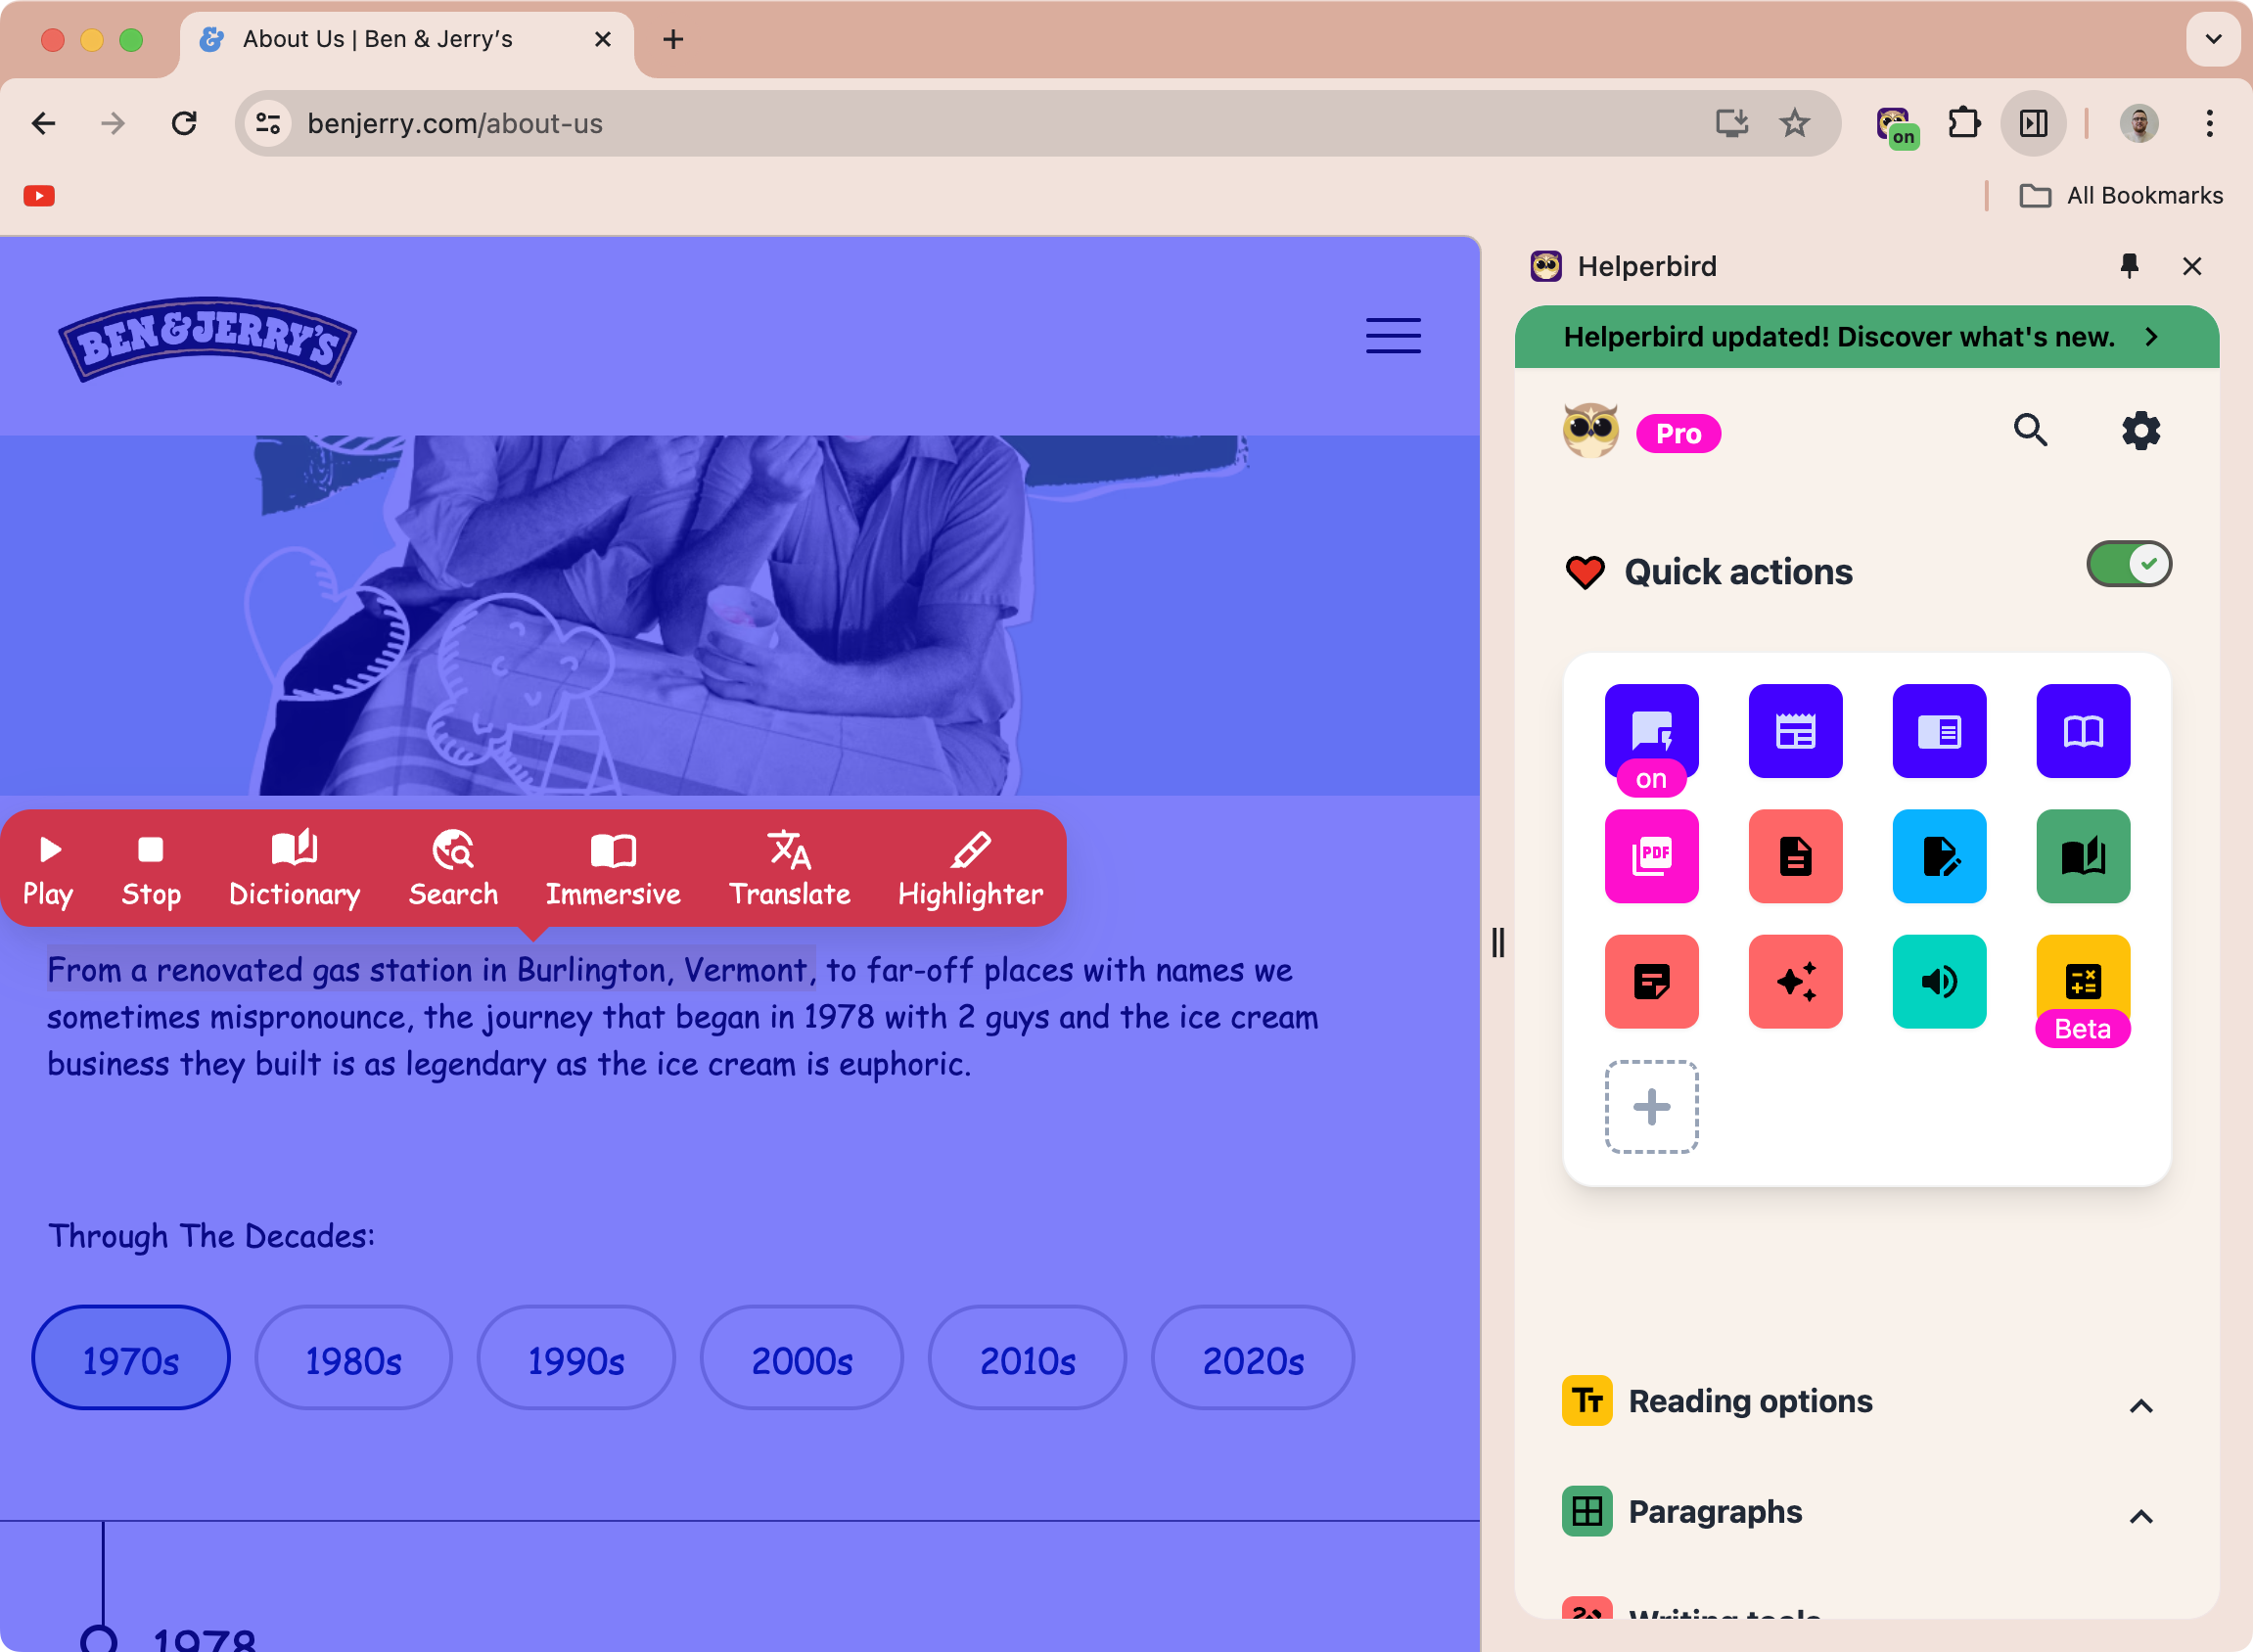 About Us | Ben & Jerry's
benjerry.com/about-us
on
All Bookmarks
BEN & JERRY'S
Helperbird
Helperbird updated! Discover what's new.
Pro
Quick actions
on
PDF
Beta
Play Stop Dictionary Search Immersive Translate Highlighter
From a renovated gas station in Burlington, Vermont, to far-off places with names we
sometimes mispronounce, the journey that began in 1978 with 2 guys and the ice cream
business they built is as legendary as the ice cream is euphoric.
Through The Decades:
1970s 1980s 1990s 2000s 2010s 2020s
1978
Reading options
Paragraphs
Writing tools